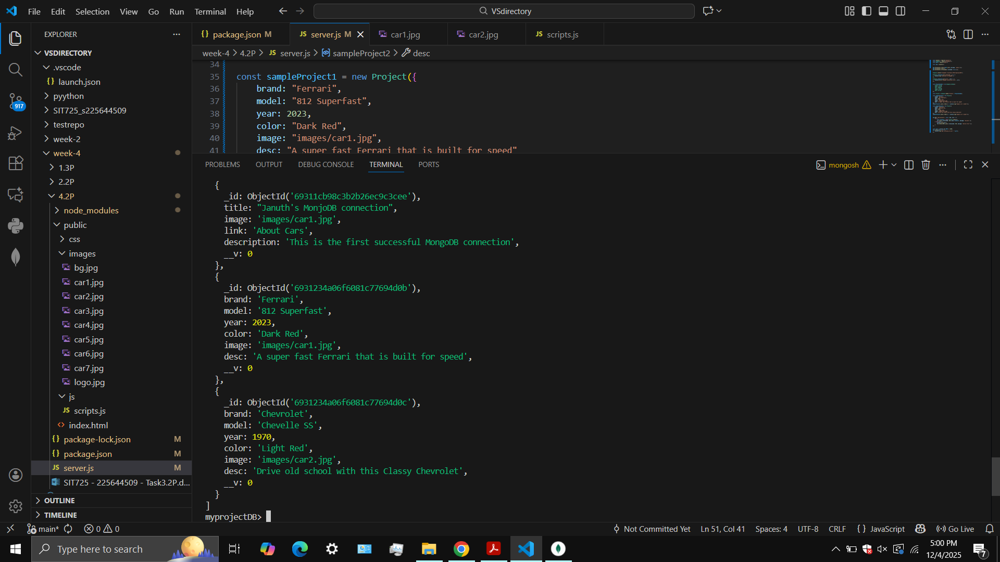 File Edit Selection View Go Run Terminal Help
VSdirectory
EXPLORER
VSDIRECTORY
.vscode
launch.json
pyython
SIT725_s225644509
testrepo
week-2
week-4
1.3P
2.2P
4.2P
node_modules
public
css
images
bg.jpg
car1.jpg
car2.jpg
car3.jpg
car4.jpg
car5.jpg
car6.jpg
car7.jpg
logo.jpg
js
JS scripts.js
index.html
{} package-lock.json M
{} package.json M
JS server.js M
SIT725 - 225644509 - Task3.2P.d...
OUTLINE
TIMELINE
917
{} package.json M JS server.js M car1.jpg car2.jpg JS scripts.js
week-4 > 4.2P > JS server.js > sampleProject2 > desc
34
35 const sampleProject1 = new Project({
36 brand: "Ferrari",
37 model: "812 Superfast",
38 year: 2023,
39 color: "Dark Red",
40 image: "images/car1.jpg",
41 desc: "A super fast Ferrari that is built for speed"
PROBLEMS OUTPUT DEBUG CONSOLE TERMINAL PORTS
mongosh
{
_id: ObjectId('69311cb98c3b2b26ec9c3cee'),
title: "Januth's MonjoDB connection",
image: 'images/car1.jpg',
link: 'About Cars',
description: 'This is the first successful MongoDB connection',
__v: 0
},
{
_id: ObjectId('6931234a06f6081c77694d0b'),
brand: 'Ferrari',
model: '812 Superfast',
year: 2023,
color: 'Dark Red',
image: 'images/car1.jpg',
desc: 'A super fast Ferrari that is built for speed',
__v: 0
},
{
_id: ObjectId('6931234a06f6081c77694d0c'),
brand: 'Chevrolet',
model: 'Chevelle SS',
year: 1970,
color: 'Light Red',
image: 'images/car2.jpg',
desc: 'Drive old school with this Classy Chevrolet',
__v: 0
}
]
myprojectDB>
main* 0 0
Not Committed Yet Ln 51, Col 41 Spaces: 4 UTF-8 CRLF {} JavaScript Go Live
Type here to search
5:00 PM
12/4/2025
7